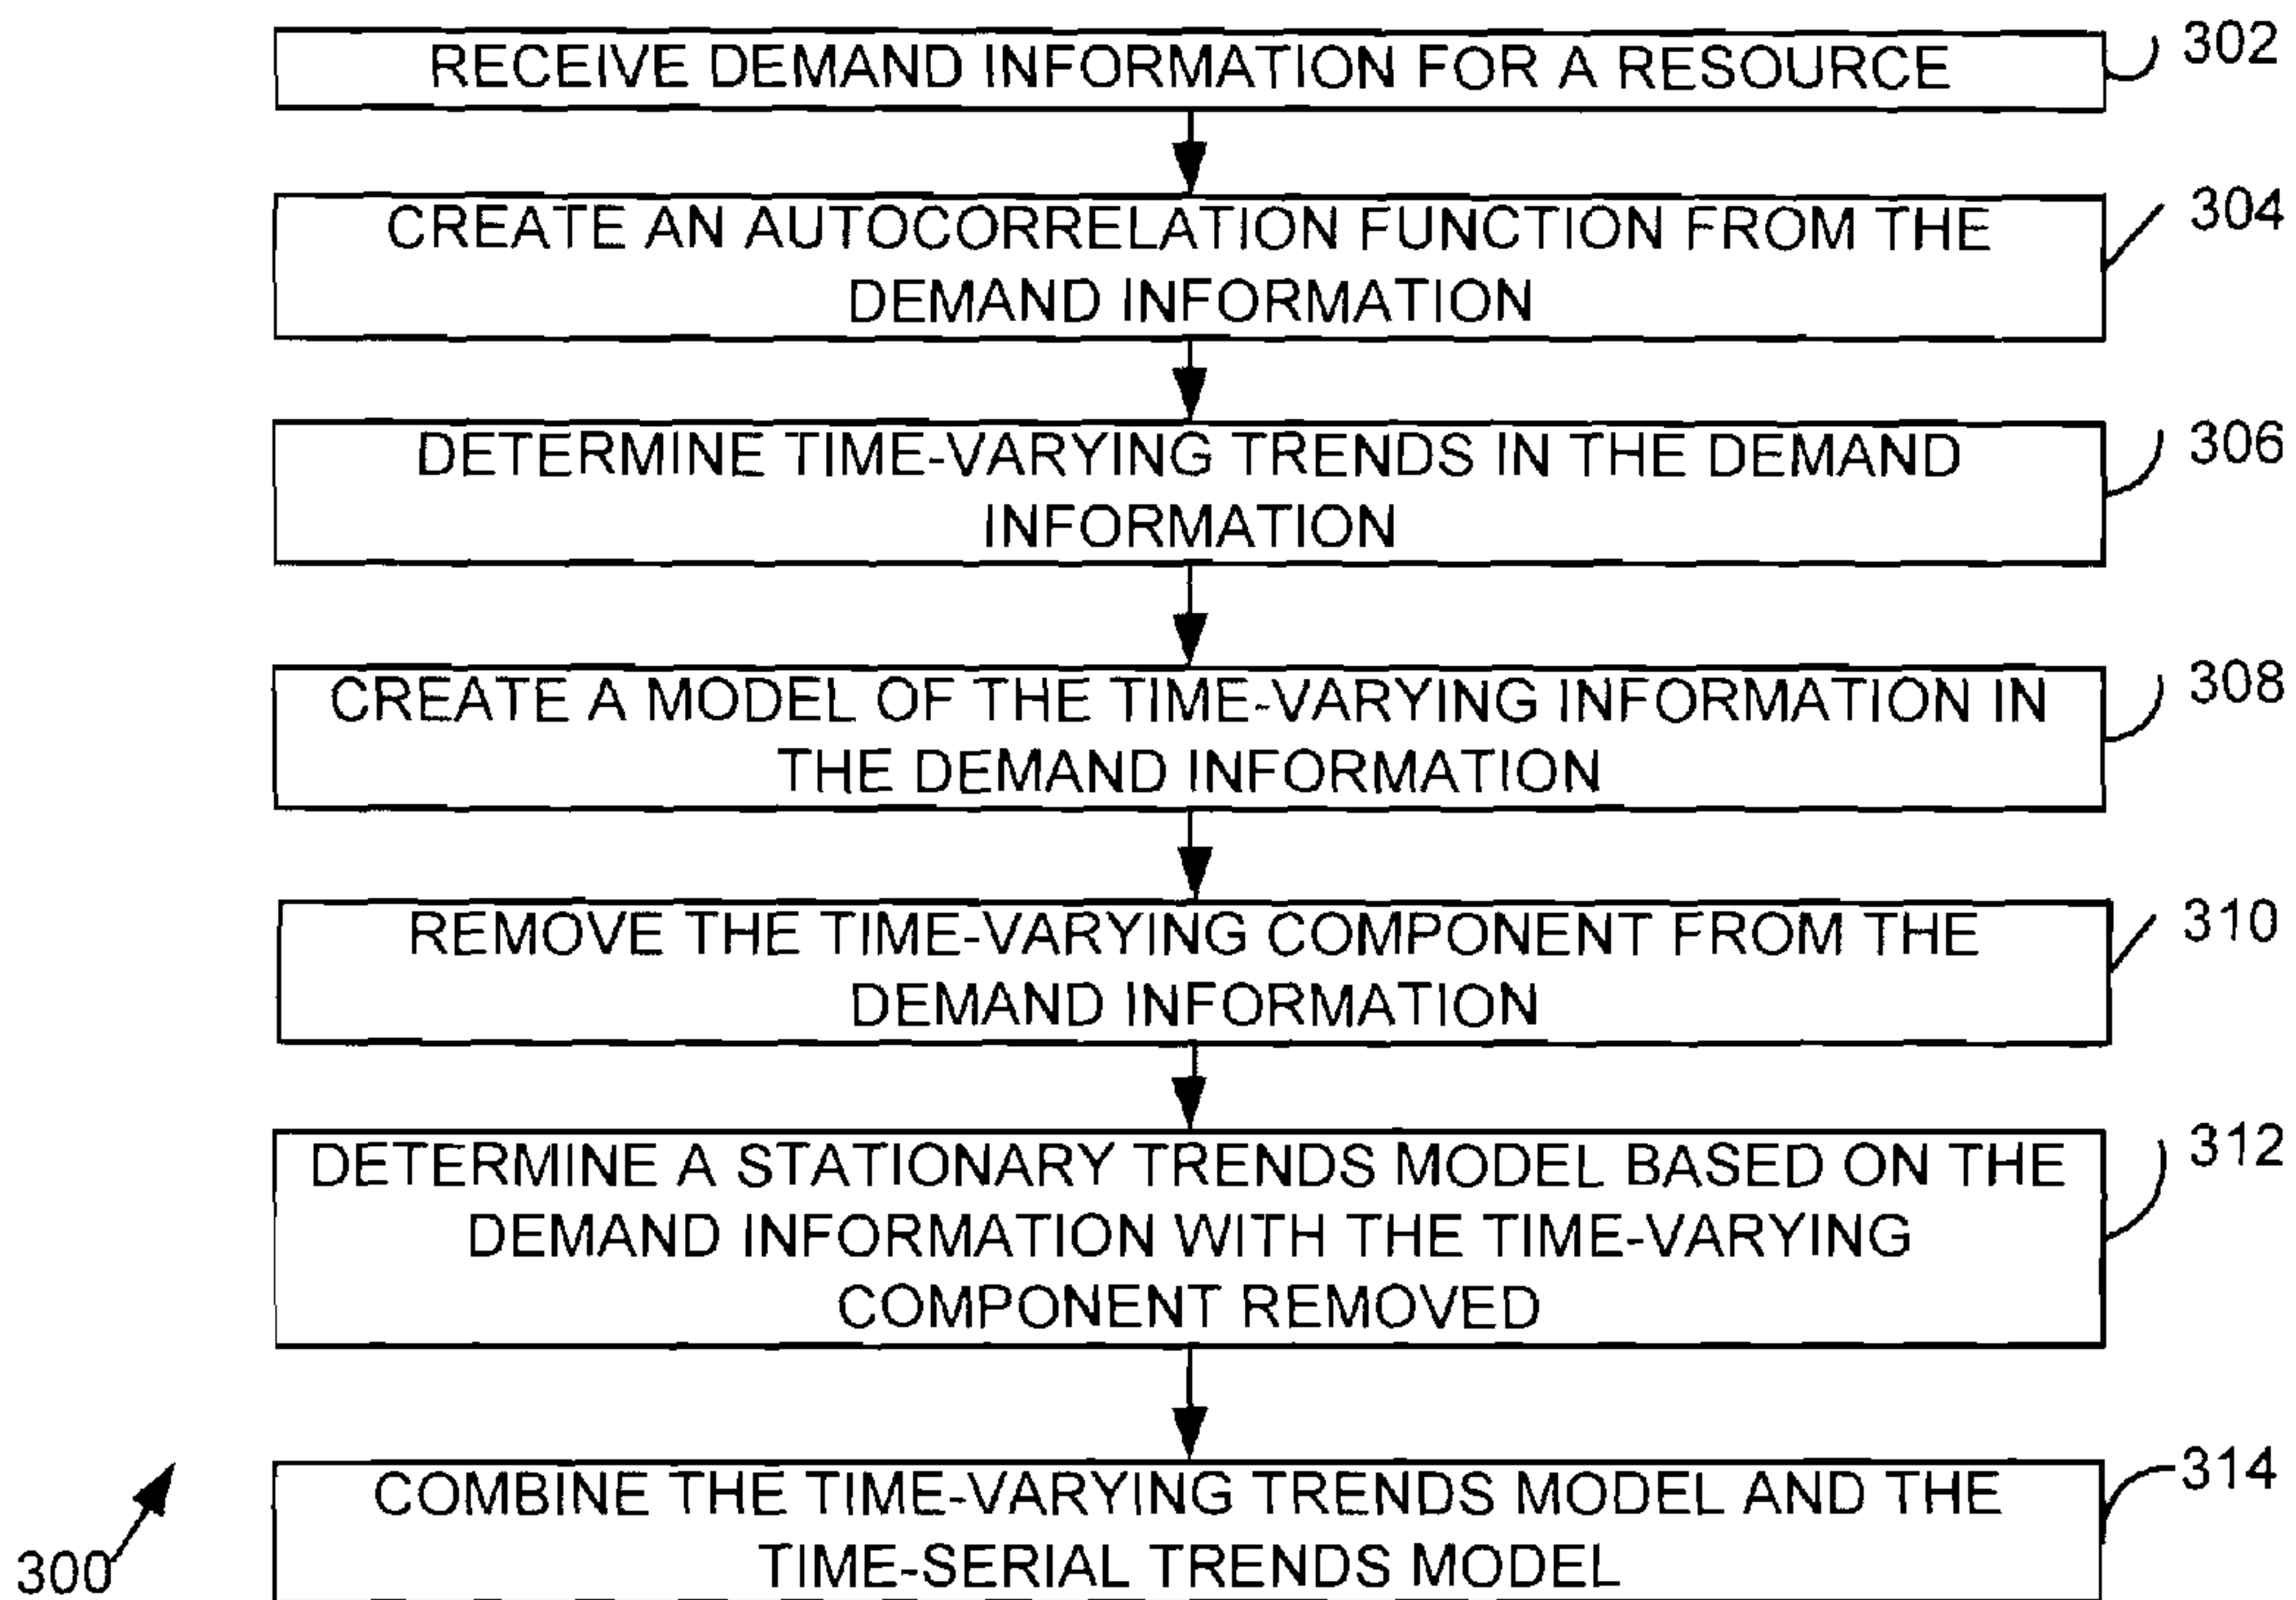 RECEIVE DEMAND INFORMATION FOR A RESOURCE
302
CREATE AN AUTOCORRELATION FUNCTION FROM THE
DEMAND INFORMATION
304
DETERMINE TIME-VARYING TRENDS IN THE DEMAND
INFORMATION
306
CREATE A MODEL OF THE TIME-VARYING INFORMATION IN
THE DEMAND INFORMATION
308
REMOVE THE TIME-VARYING COMPONENT FROM THE
DEMAND INFORMATION
310
DETERMINE A STATIONARY TRENDS MODEL BASED ON THE
DEMAND INFORMATION WITH THE TIME-VARYING
COMPONENT REMOVED
312
COMBINE THE TIME-VARYING TRENDS MODEL AND THE
TIME-SERIAL TRENDS MODEL
314
300